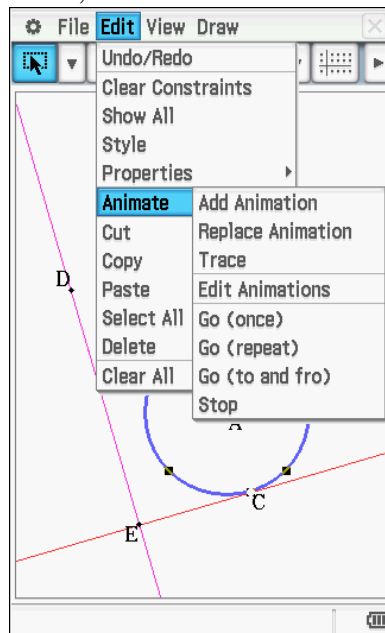 File Edit View Draw
Undo/Redo
Clear Constraints
Show All
Style
Properties
Animate
Cut
Copy
Paste
Select All
Delete
Clear All
Add Animation
Replace Animation
Trace
Edit Animations
Go (once)
Go (repeat)
Go (to and fro)
Stop
D
A
C
E